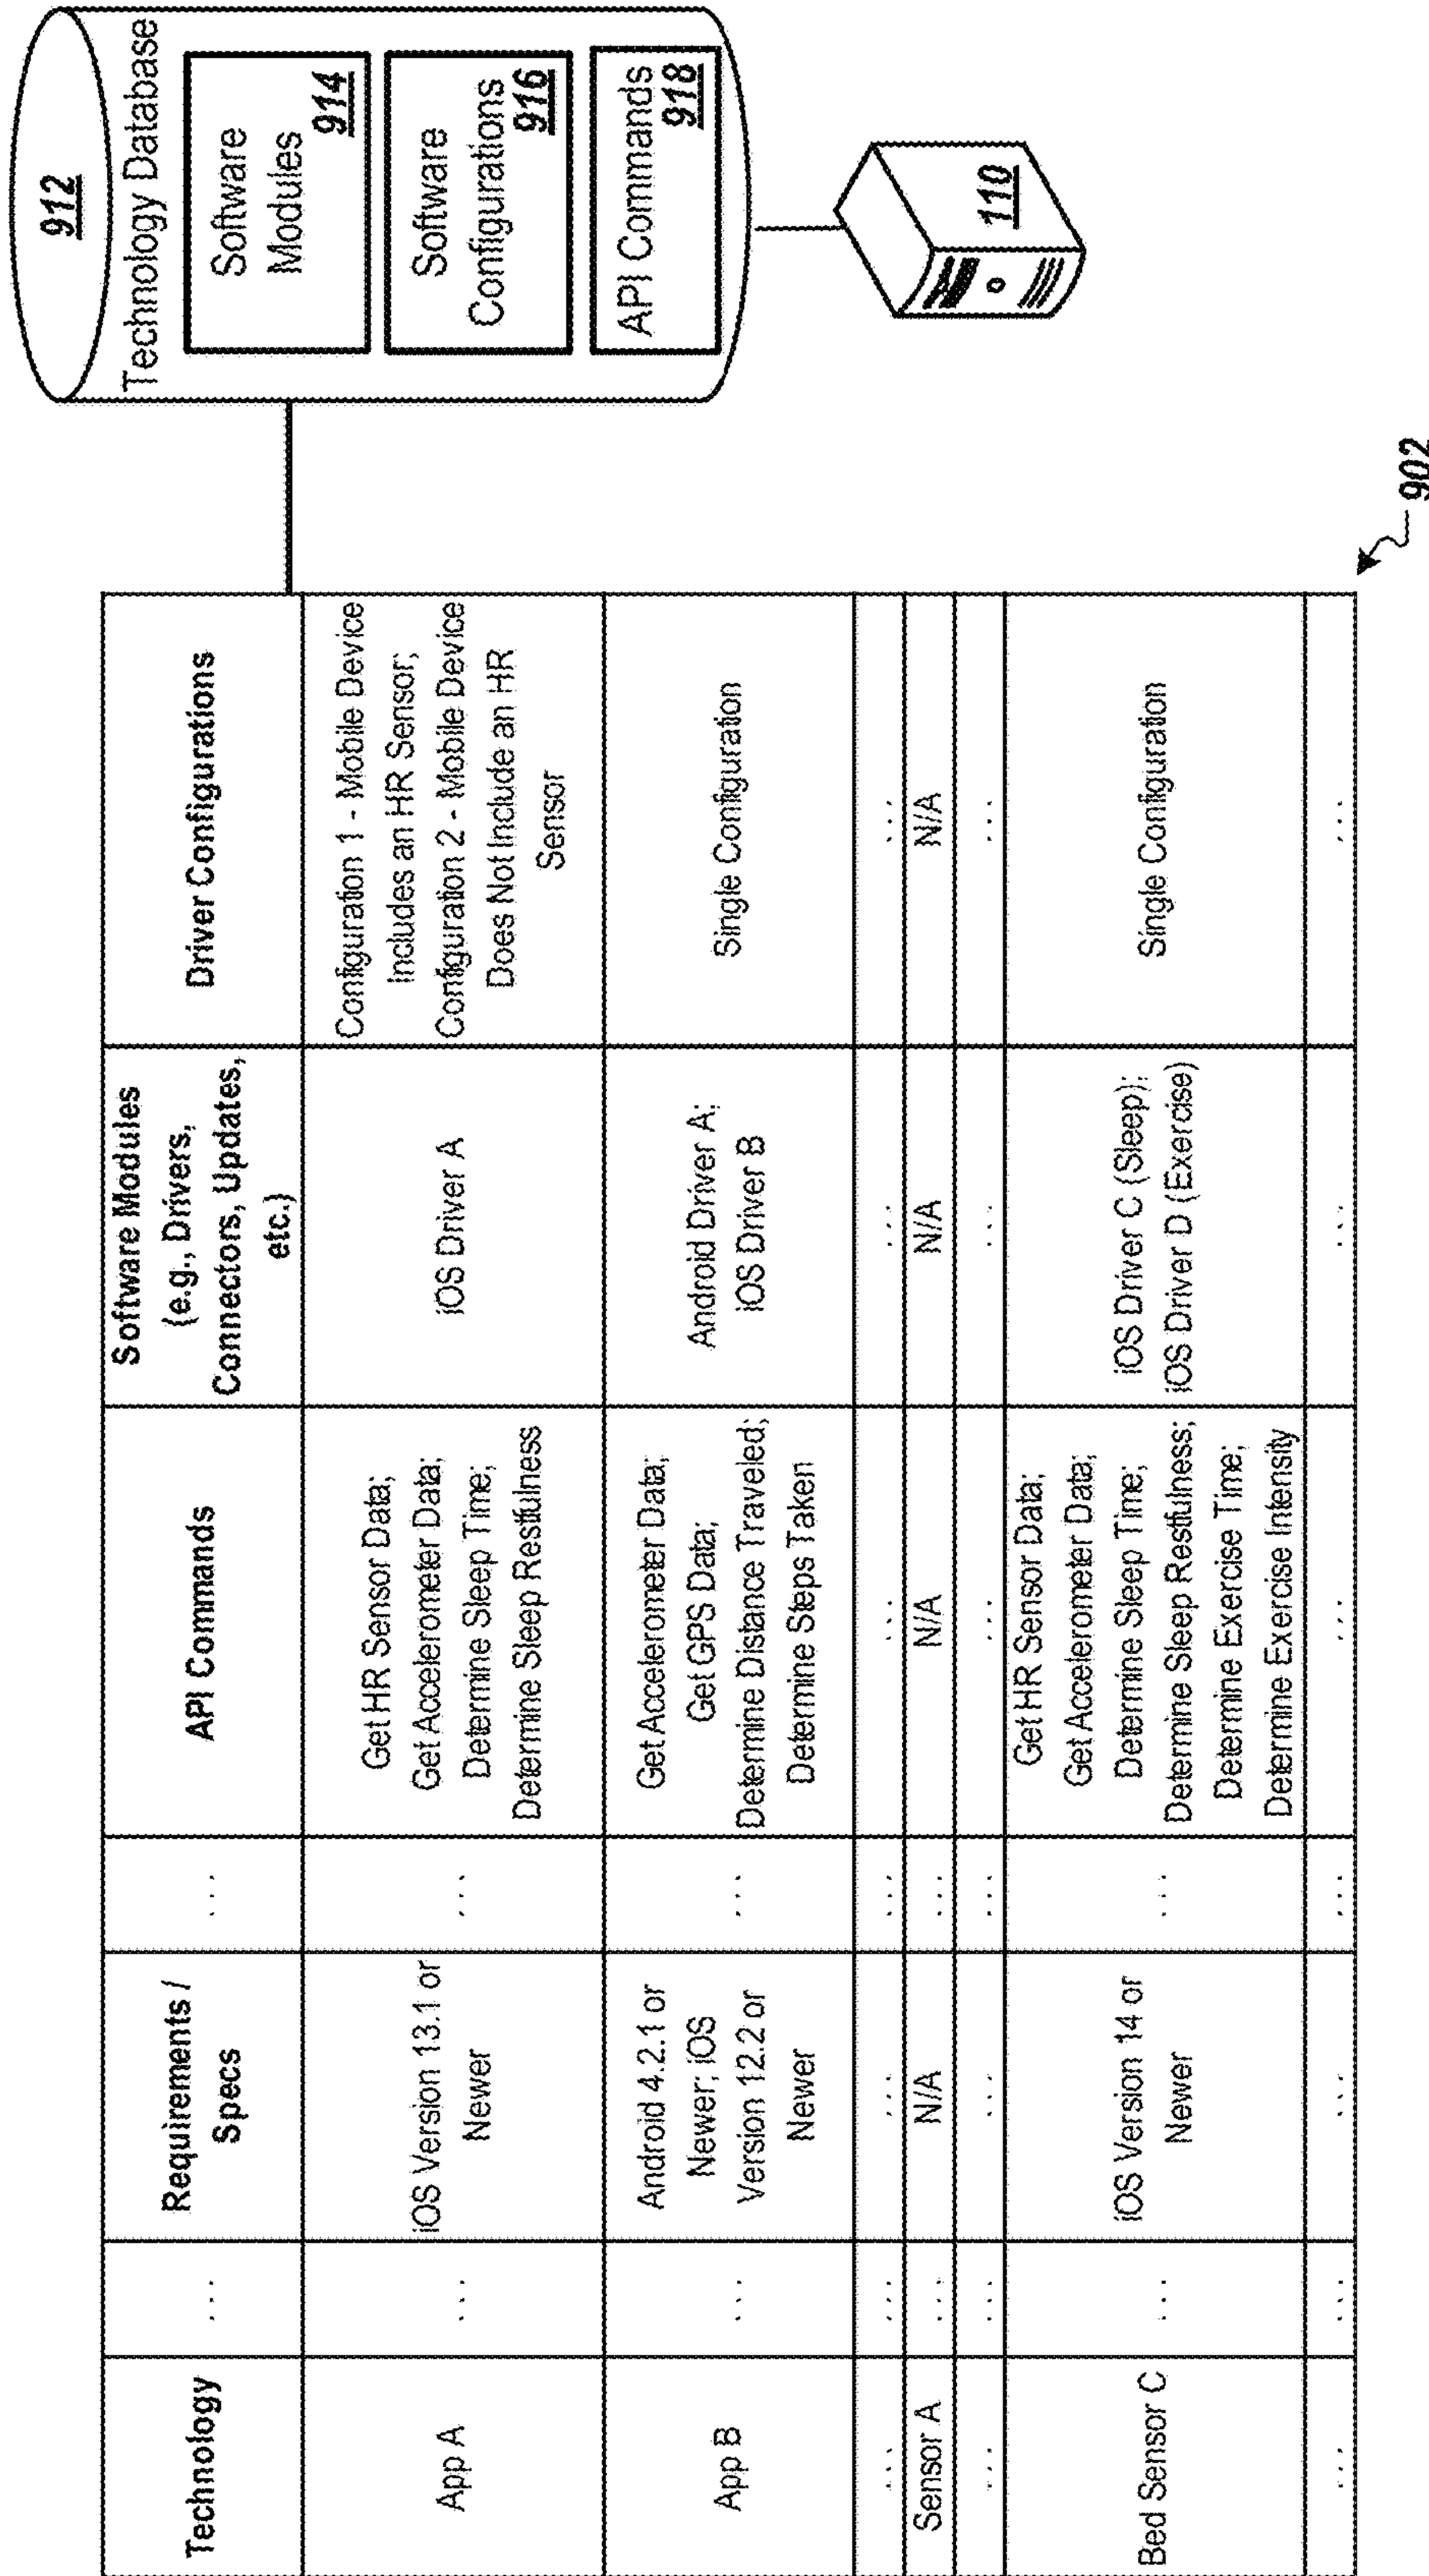 Technology
. . .
Requirements /
Specs
. . .
API Commands
Software Modules
(e.g., Drivers,
Connectors, Updates,
etc.)
Driver Configurations
App A
. . .
iOS Version 13.1 or
Newer
. . .
Get HR Sensor Data;
Get Accelerometer Data;
Determine Sleep Time;
Determine Sleep Restfulness
iOS Driver A
Configuration 1 - Mobile Device
Includes an HR Sensor;
Configuration 2 - Mobile Device
Does Not Include an HR
Sensor
App B
. . .
Android 4.2.1 or
Newer; iOS
Version 12.2 or
Newer
. . .
Get Accelerometer Data;
Get GPS Data;
Determine Distance Traveled;
Determine Steps Taken
Android Driver A;
iOS Driver B
Single Configuration
. . .
. . .
. . .
. . .
. . .
. . .
. . .
Sensor A
. . .
N/A
. . .
N/A
N/A
N/A
. . .
. . .
. . .
. . .
. . .
. . .
. . .
Bed Sensor C
. . .
iOS Version 14 or
Newer
. . .
Get HR Sensor Data;
Get Accelerometer Data;
Determine Sleep Time;
Determine Sleep Restfulness;
Determine Exercise Time;
Determine Exercise Intensity
iOS Driver C (Sleep);
iOS Driver D (Exercise)
Single Configuration
. . .
. . .
. . .
. . .
. . .
. . .
. . .
902
912
Technology Database
Software
Modules
914
Software
Configurations
916
API Commands
918
110